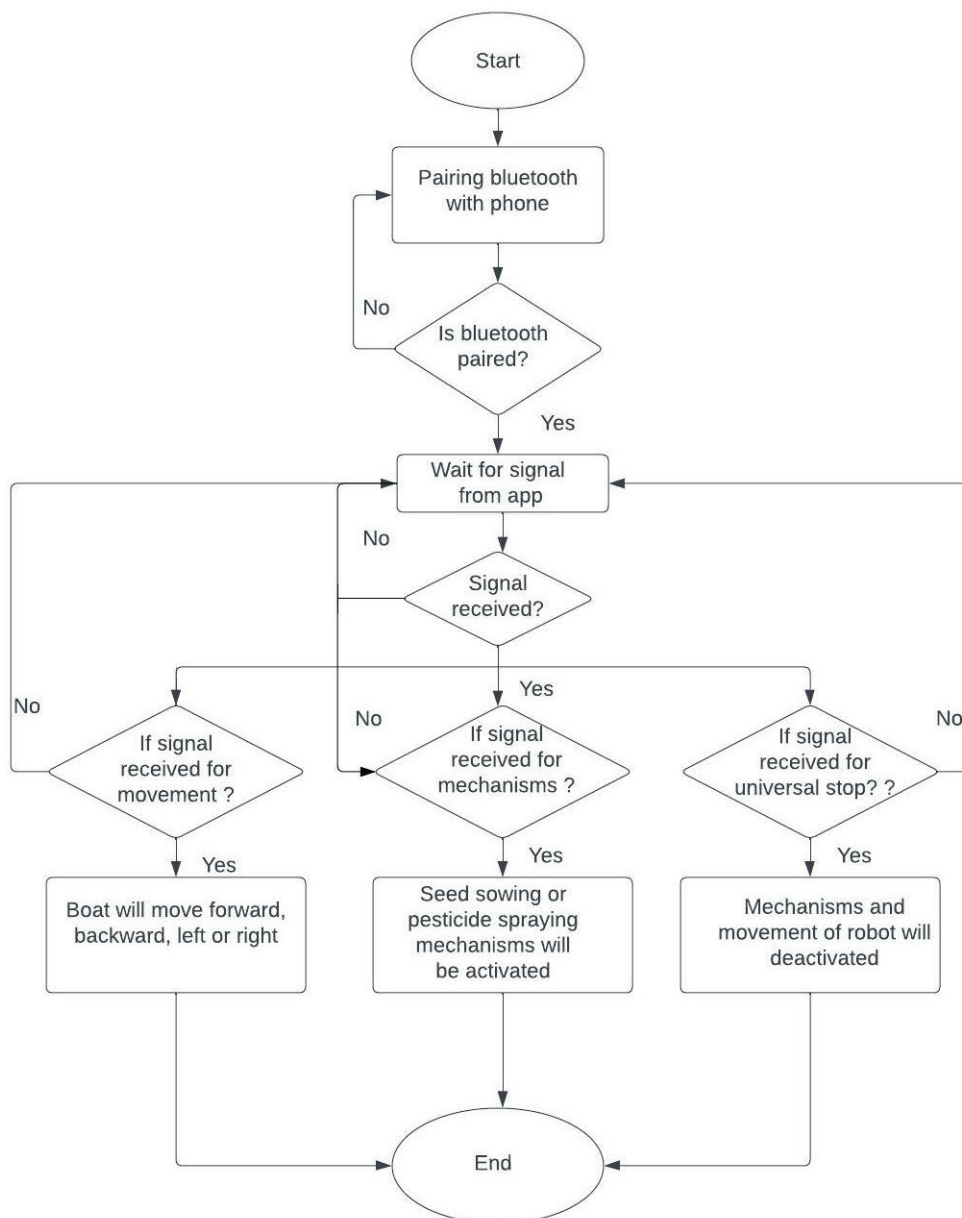 Start
Pairing bluetooth
with phone
No
Is bluetooth
paired?
Yes
Wait for signal
from app
No
Signal
received?
Yes
No
If signal
received for
movement ?
Yes
Boat will move forward,
backward, left or right
No
If signal
received for
mechanisms ?
Yes
Seed sowing or
pesticide spraying
mechanisms will
be activated
If signal
received for
universal stop? ?
No
Yes
Mechanisms and
movement of robot will
deactivated
End